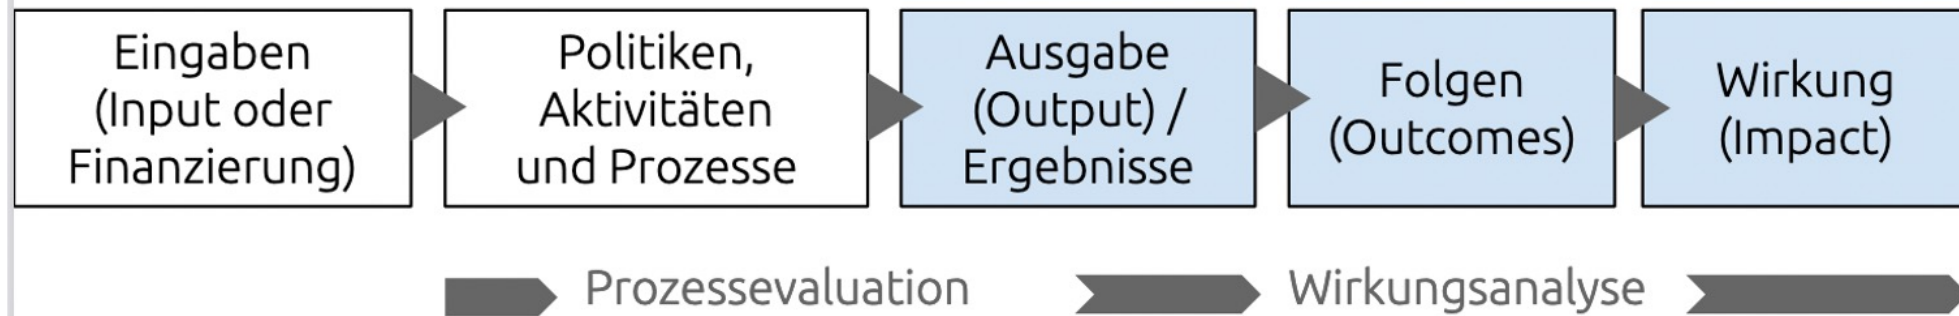 Eingaben
(Input oder
Finanzierung)
Politiken,
Aktivitäten
und Prozesse
Ausgabe
(Output) /
Ergebnisse
Folgen
(Outcomes)
Wirkung
(Impact)
Prozessevaluation
Wirkungsanalyse